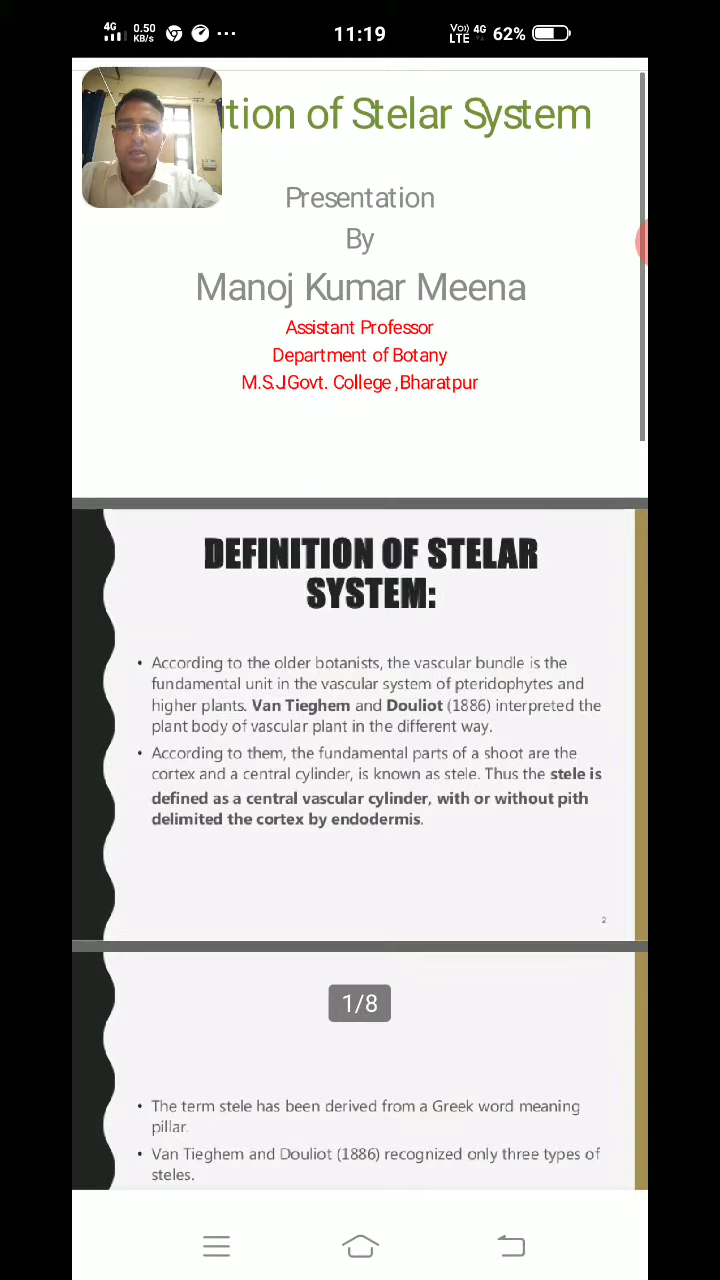 4G 0.50 KB/s ... 11:19 Vo) LTE 4G 62%
tion of Stelar System
Presentation
By
Manoj Kumar Meena
Assistant Professor
Department of Botany
M.S.JGovt. College ,Bharatpur
DEFINITION OF STELAR
SYSTEM:
• According to the older botanists, the vascular bundle is the
fundamental unit in the vascular system of pteridophytes and
higher plants. Van Tieghem and Douliot (1886) interpreted the
plant body of vascular plant in the different way.
• According to them, the fundamental parts of a shoot are the
cortex and a central cylinder, is known as stele. Thus the stele is
defined as a central vascular cylinder, with or without pith
delimited the cortex by endodermis.
2
1/8
• The term stele has been derived from a Greek word meaning
pillar.
• Van Tieghem and Douliot (1886) recognized only three types of
steles.